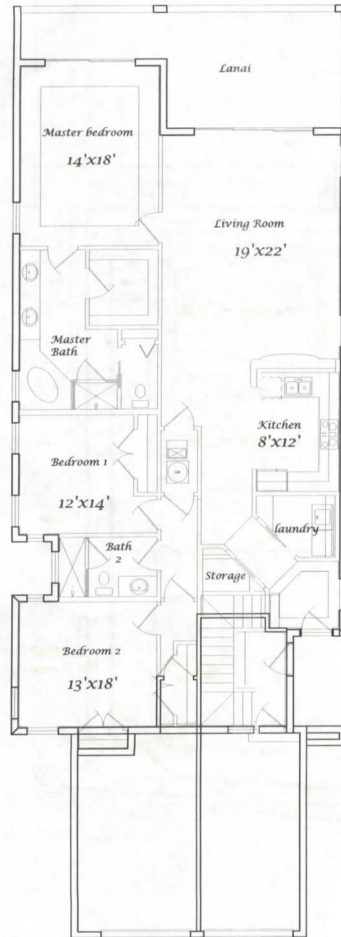 Lanai
Master bedroom
14'X18'
Living Room
19'X22'
Master
Bath
Kitchen
8'X12'
Bedroom 1
12'X14'
laundry
Bath
2
Storage
Bedroom 2
13'X18'